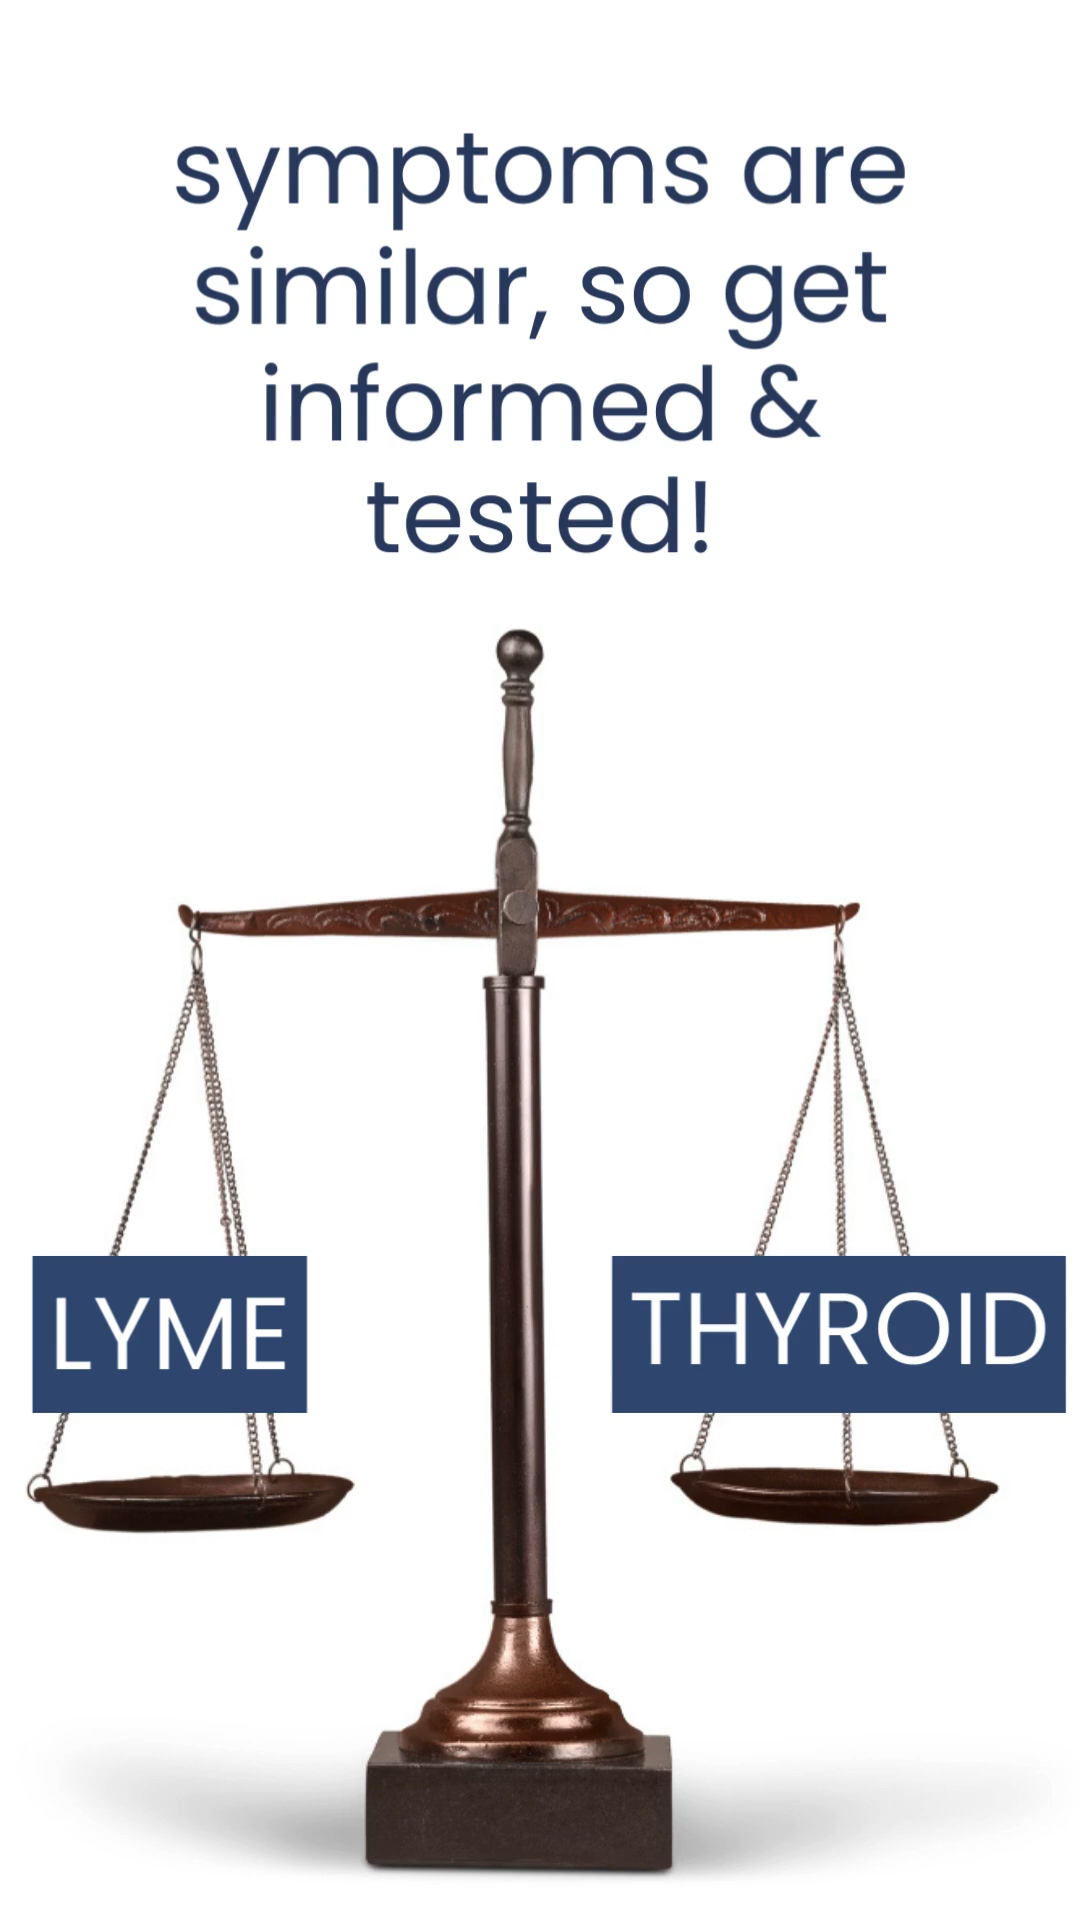 symptoms are
similar, so get
informed &
tested!
LYME
THYROID